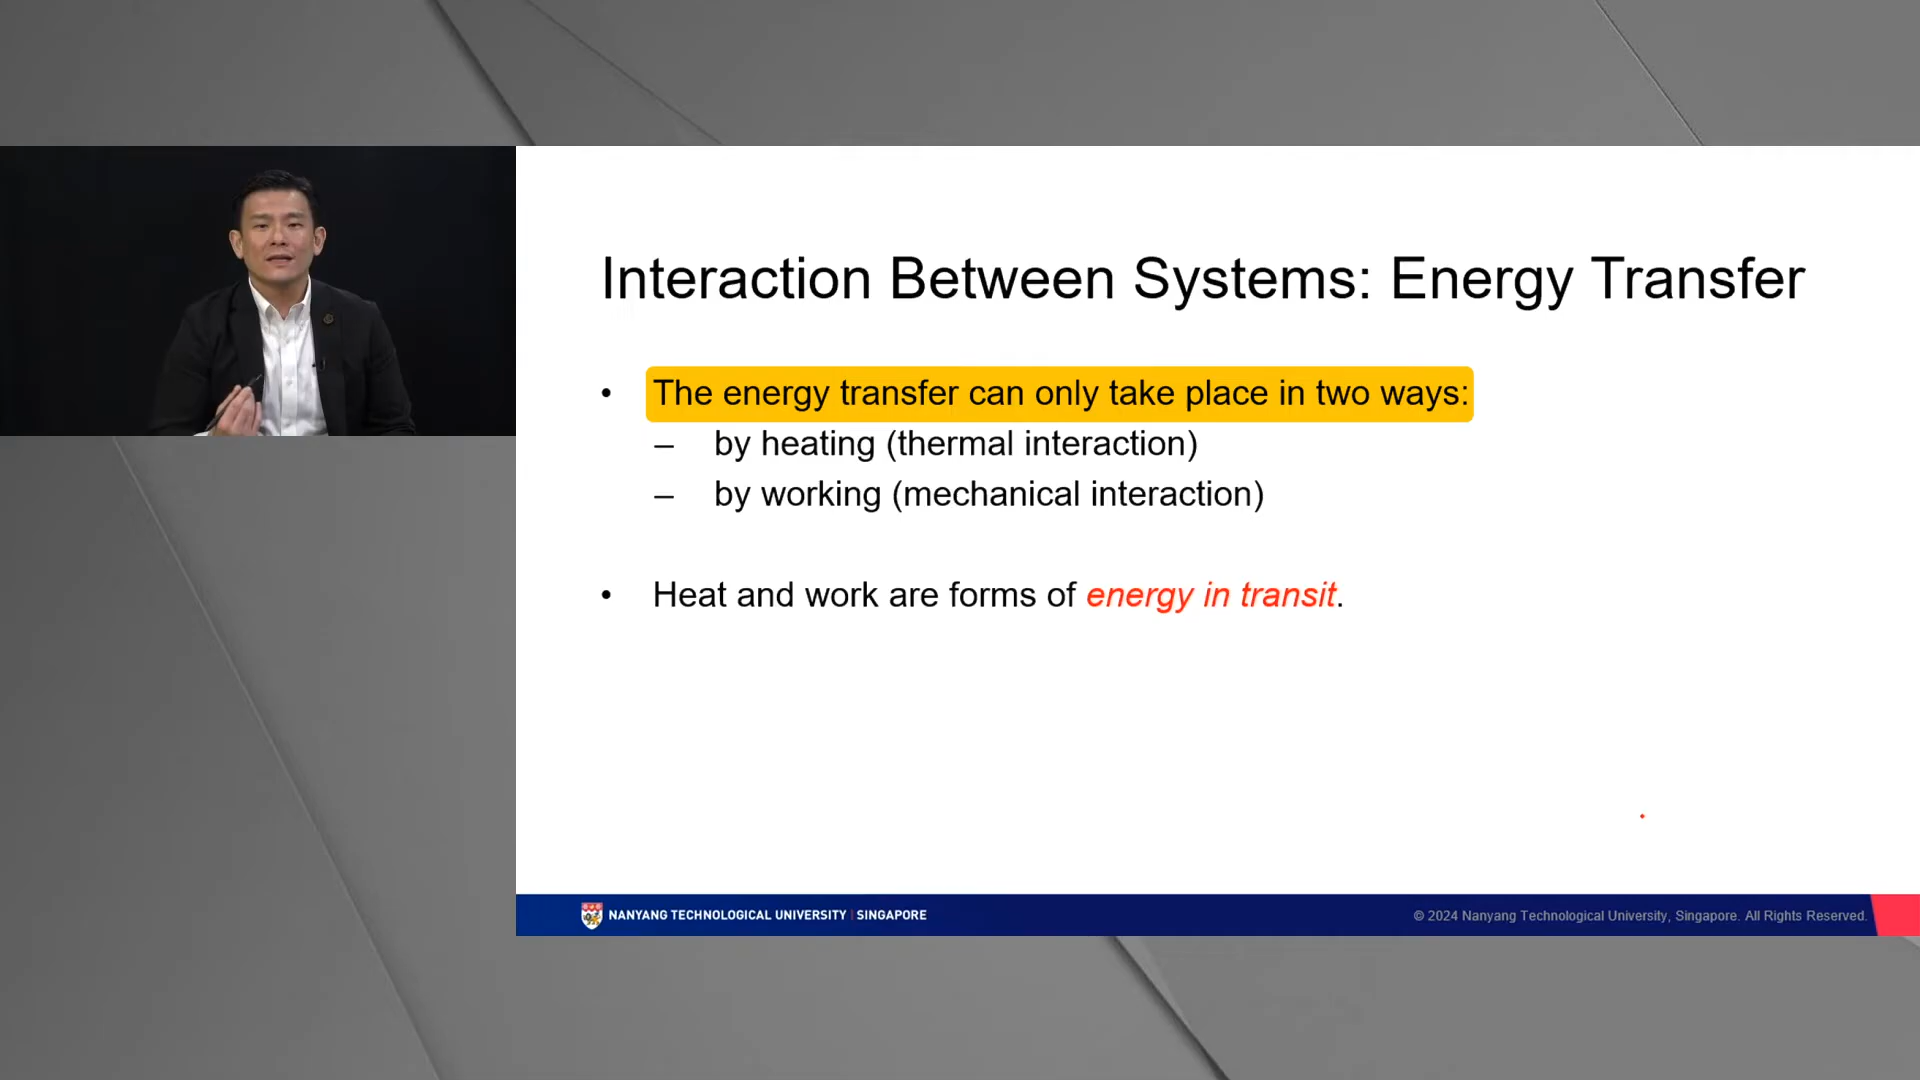 Interaction Between Systems: Energy Transfer
• The energy transfer can only take place in two ways:
– by heating (thermal interaction)
– by working (mechanical interaction)
• Heat and work are forms of energy in transit.
NANYANG TECHNOLOGICAL UNIVERSITY | SINGAPORE
© 2024 Nanyang Technological University, Singapore. All Rights Reserved.